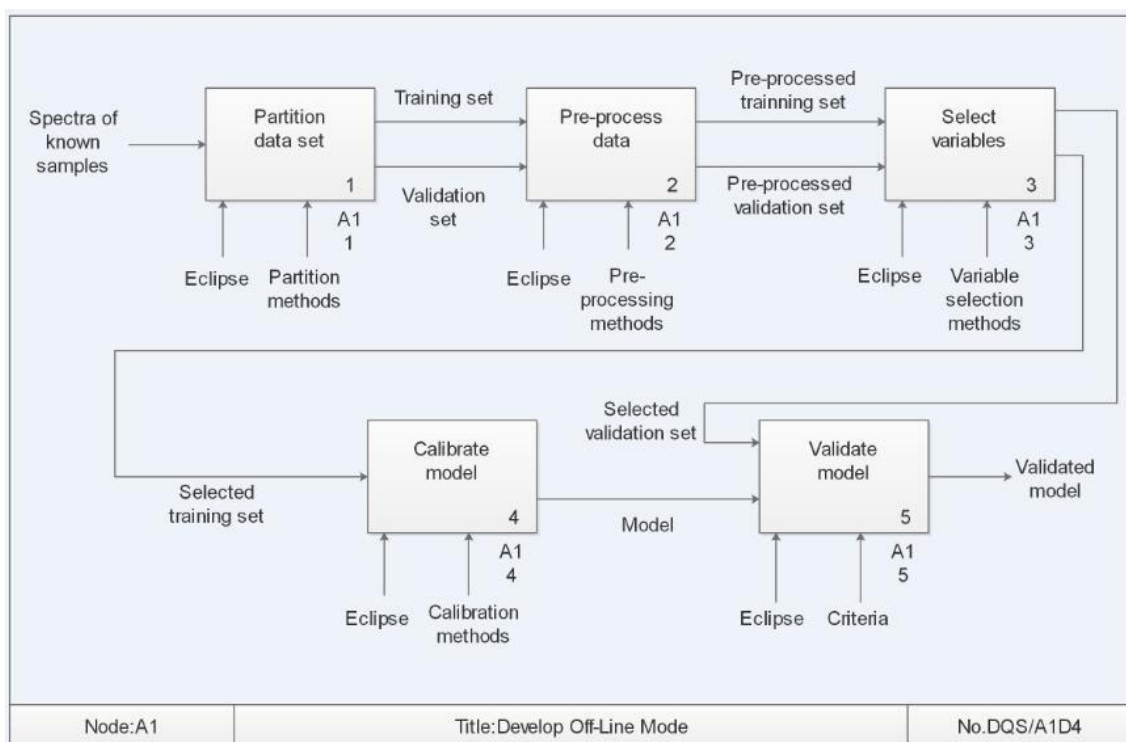 Spectra of
known
samples
Partition
data set
1
A1
1
Eclipse
Partition
methods
Training set
Validation
set
Pre-process
data
2
A1
2
Eclipse
Pre-
processing
methods
Pre-processed
trainning set
Pre-processed
validation set
Select
variables
3
A1
3
Eclipse
Variable
selection
methods
Selected
training set
Calibrate
model
4
A1
4
Eclipse
Calibration
methods
Model
Selected
validation set
Validate
model
5
A1
5
Eclipse
Criteria
Validated
model
Node:A1
Title:Develop Off-Line Mode
No.DQS/A1D4